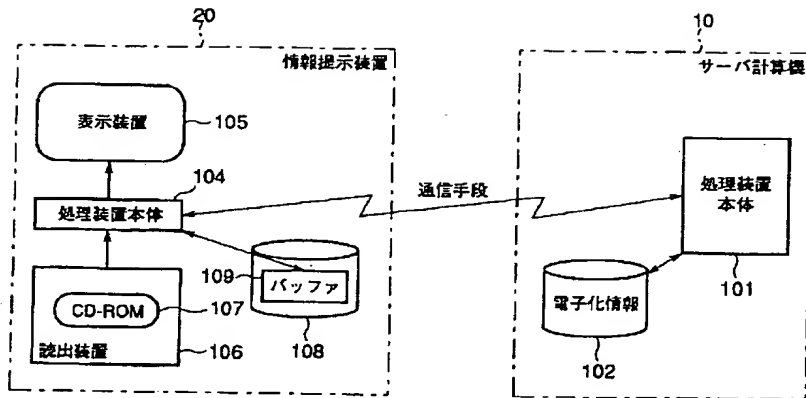 20
情報提示装置
表示装置
105
104
処理装置本体
109
バッファ
108
CD-ROM
107
読出装置
106
通信手段
10
サーバ計算機
処理装置
本体
101
電子化情報
102